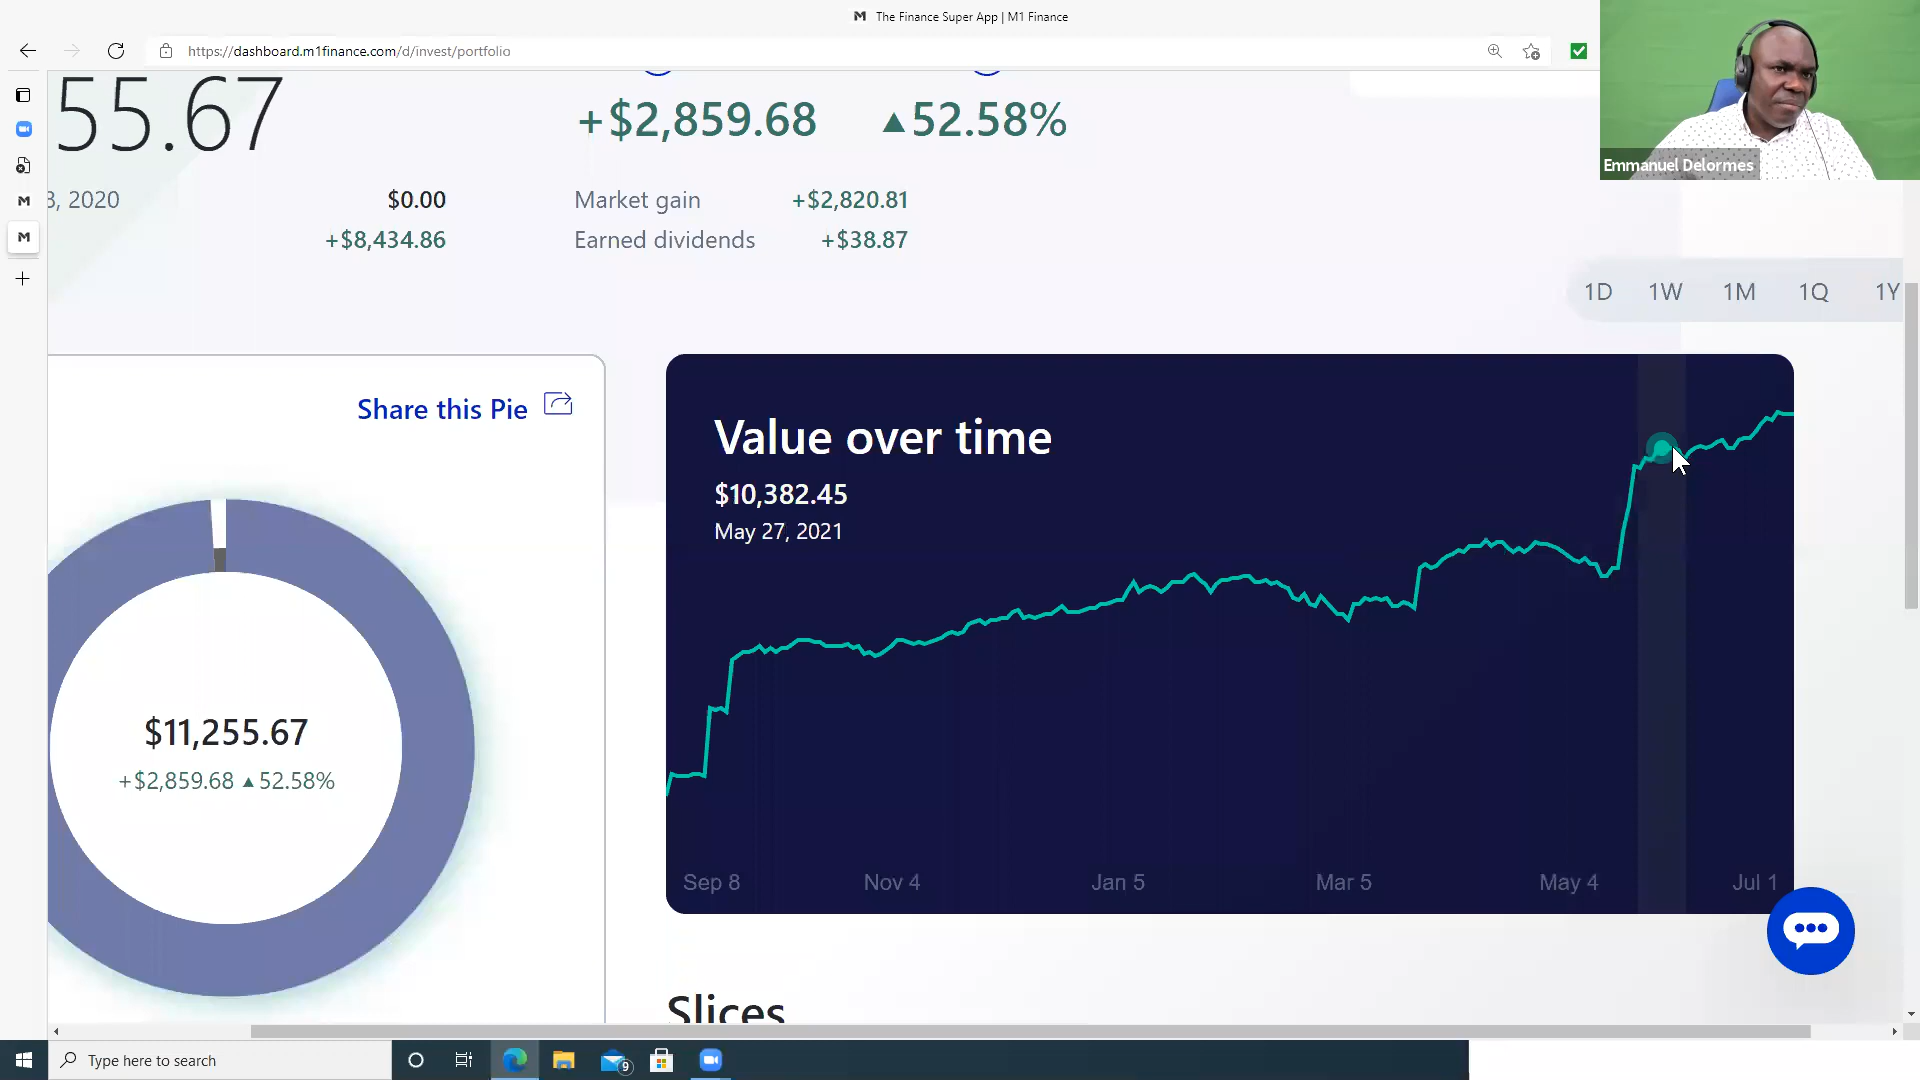 The Finance Super App | M1 Finance
https://dashboard.m1finance.com/d/invest/portfolio
Emmanuel Delormes
55.67
+$2,859.68 ▲52.58%
3, 2020 $0.00
+$8,434.86
Market gain +$2,820.81
Earned dividends +$38.87
1D 1W 1M 1Q 1Y
Share this Pie
$11,255.67
+$2,859.68 ▲52.58%
Value over time
$10,382.45
May 27, 2021
Sep 8 Nov 4 Jan 5 Mar 5 May 4 Jul 1
Slices
Type here to search
9